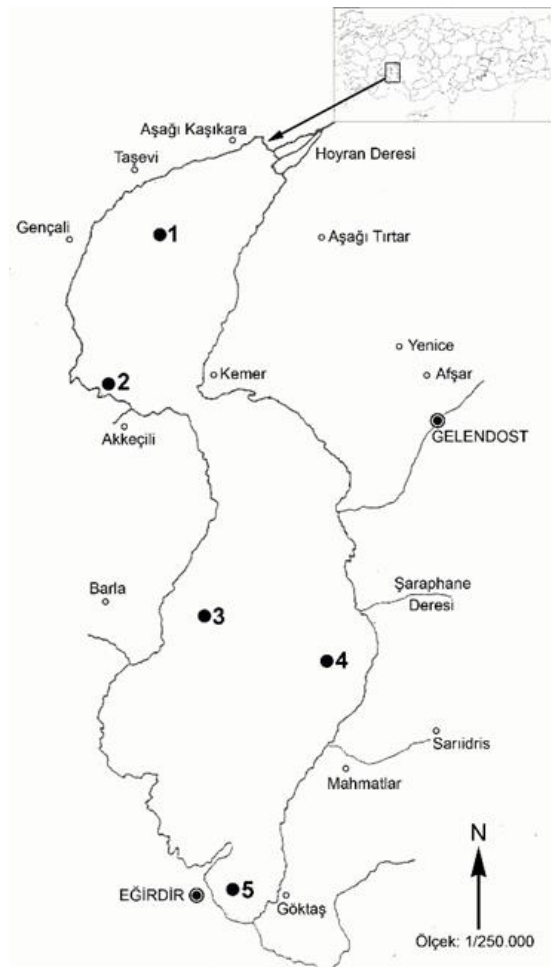 Aşağı Kaşıkara
Hoyran Deresi
Taşevi
Gençali
1
Aşağı Tırtar
Yenice
2
Kemer
Afşar
Akkeçili
GELENDOST
Barla
Şaraphane
Deresi
3
4
Sarıidris
Mahmatlar
N
EĞİRDİR
5
Göktaş
Ölçek: 1/250.000